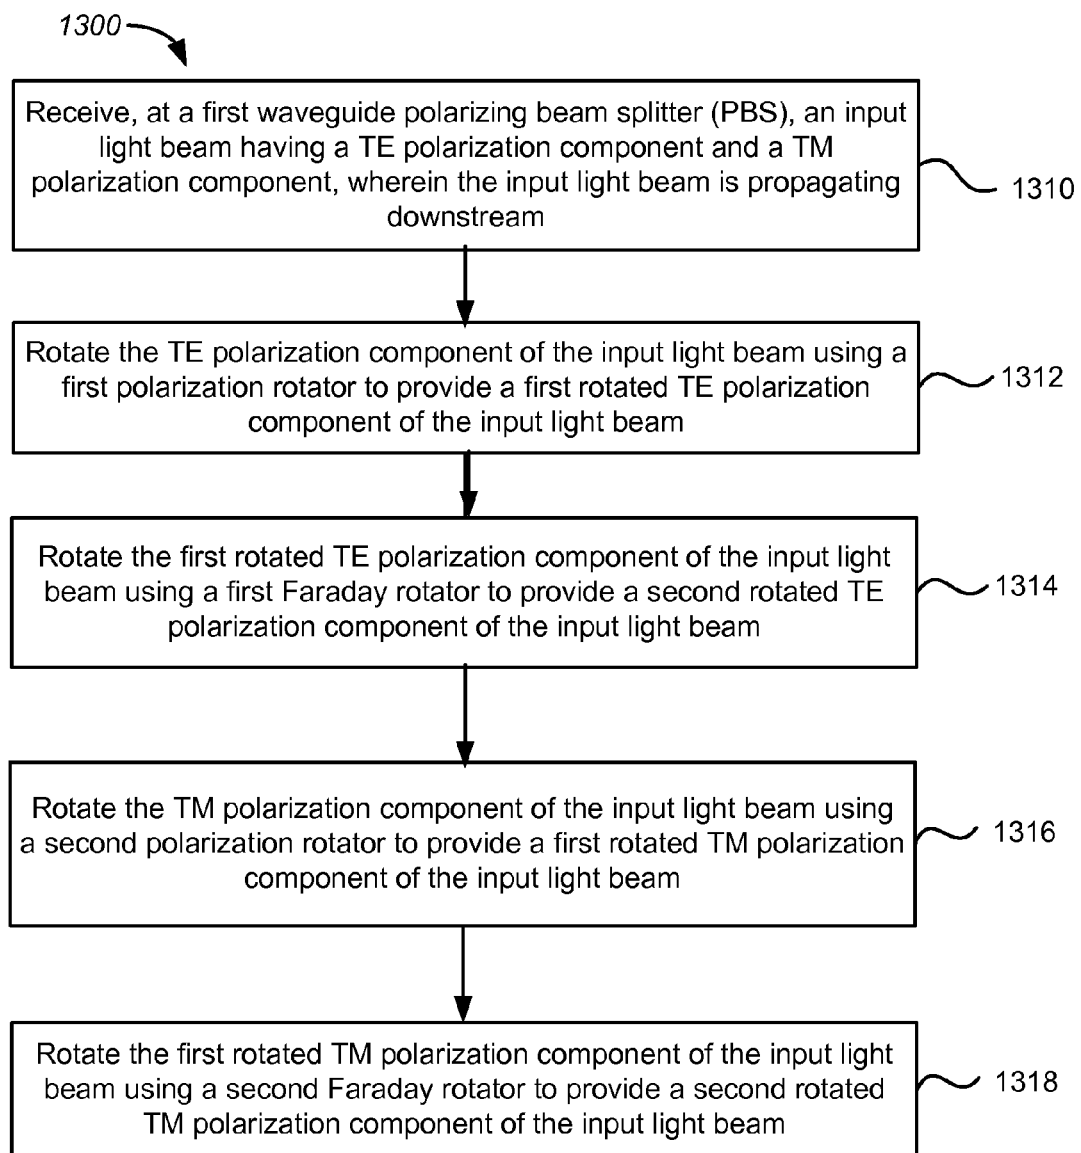 1300
Receive, at a first waveguide polarizing beam splitter (PBS), an input
light beam having a TE polarization component and a TM
polarization component, wherein the input light beam is propagating
downstream
1310
Rotate the TE polarization component of the input light beam using a
first polarization rotator to provide a first rotated TE polarization
component of the input light beam
1312
Rotate the first rotated TE polarization component of the input light
beam using a first Faraday rotator to provide a second rotated TE
polarization component of the input light beam
1314
Rotate the TM polarization component of the input light beam using
a second polarization rotator to provide a first rotated TM polarization
component of the input light beam
1316
Rotate the first rotated TM polarization component of the input light
beam using a second Faraday rotator to provide a second rotated
TM polarization component of the input light beam
1318